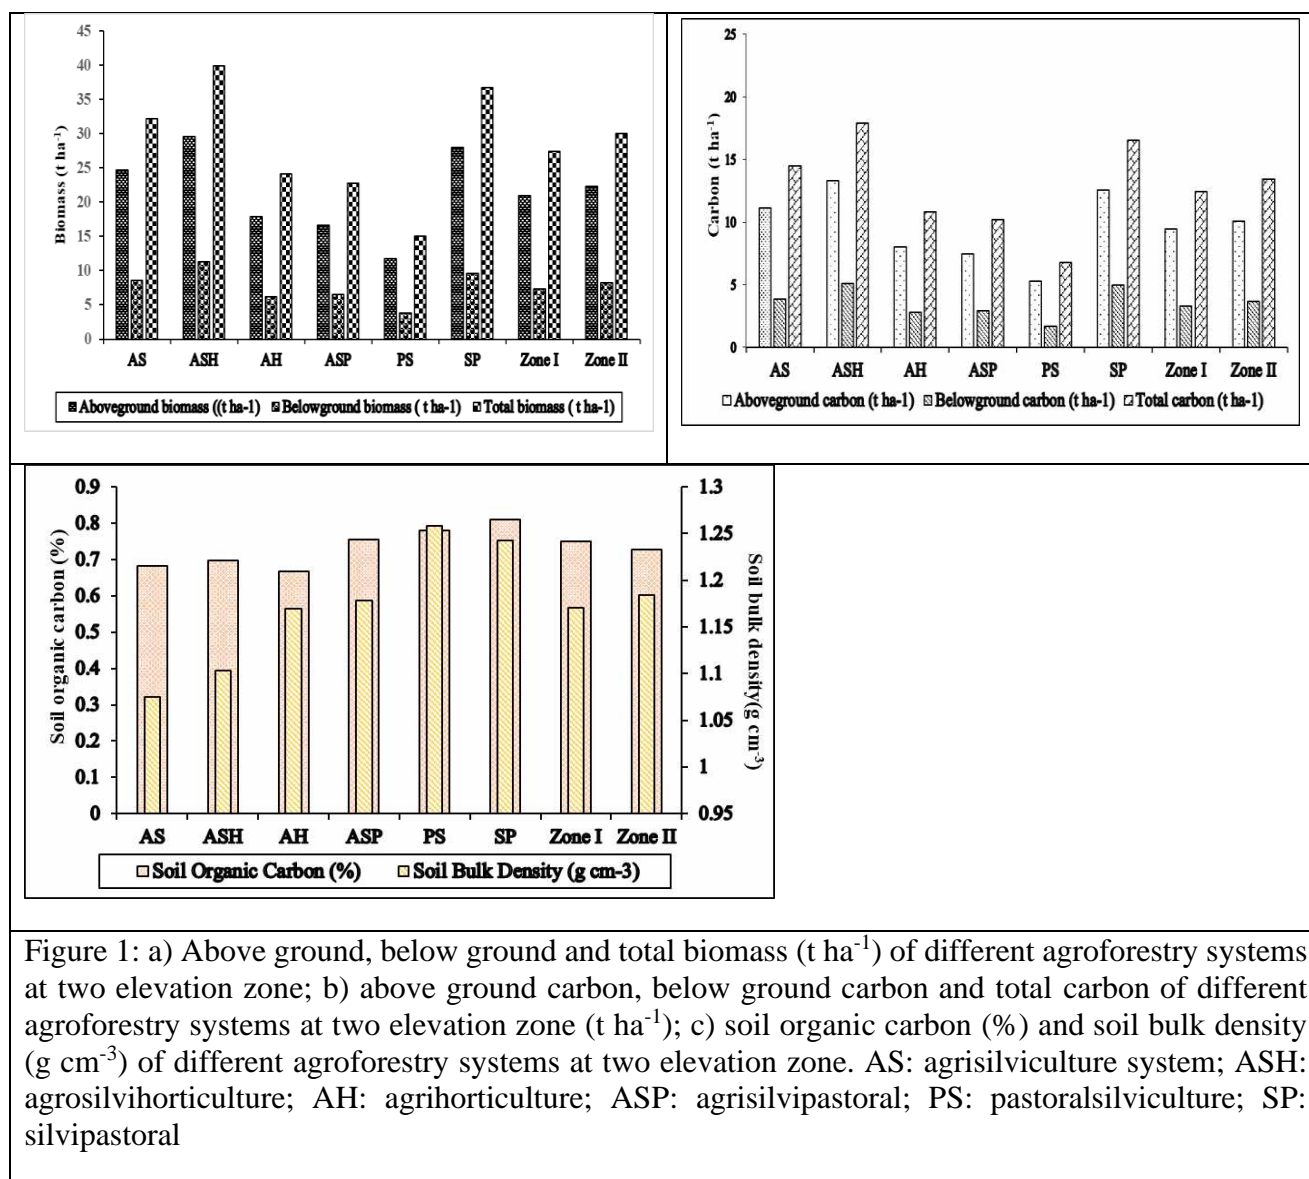 45
40
35
30
25
20
15
10
5
0
Biomass (t ha-1)
AS ASH AH ASP PS SP Zone I Zone II
Aboveground biomass ((t ha-1) Belowground biomass ( t ha-1) Total biomass ( t ha-1)
25
20
15
10
5
0
Carbon (t ha-1)
AS ASH AH ASP PS SP Zone I Zone II
Aboveground carbon (t ha-1) Belowground carbon (t ha-1) Total carbon (t ha-1)
0.9
0.8
0.7
0.6
0.5
0.4
0.3
0.2
0.1
0
Soil organic carbon (%)
1.3
1.25
1.2
1.15
1.1
1.05
1
0.95
Soil bulk density(g cm-3)
AS ASH AH ASP PS SP Zone I Zone II
Soil Organic Carbon (%) Soil Bulk Density (g cm-3)
Figure 1: a) Above ground, below ground and total biomass (t ha-1) of different agroforestry systems
at two elevation zone; b) above ground carbon, below ground carbon and total carbon of different
agroforestry systems at two elevation zone (t ha-1); c) soil organic carbon (%) and soil bulk density
(g cm-3) of different agroforestry systems at two elevation zone. AS: agrisilviculture system; ASH:
agrosilvihorticulture; AH: agrihorticulture; ASP: agrisilvipastoral; PS: pastoralsilviculture; SP:
silvipastoral